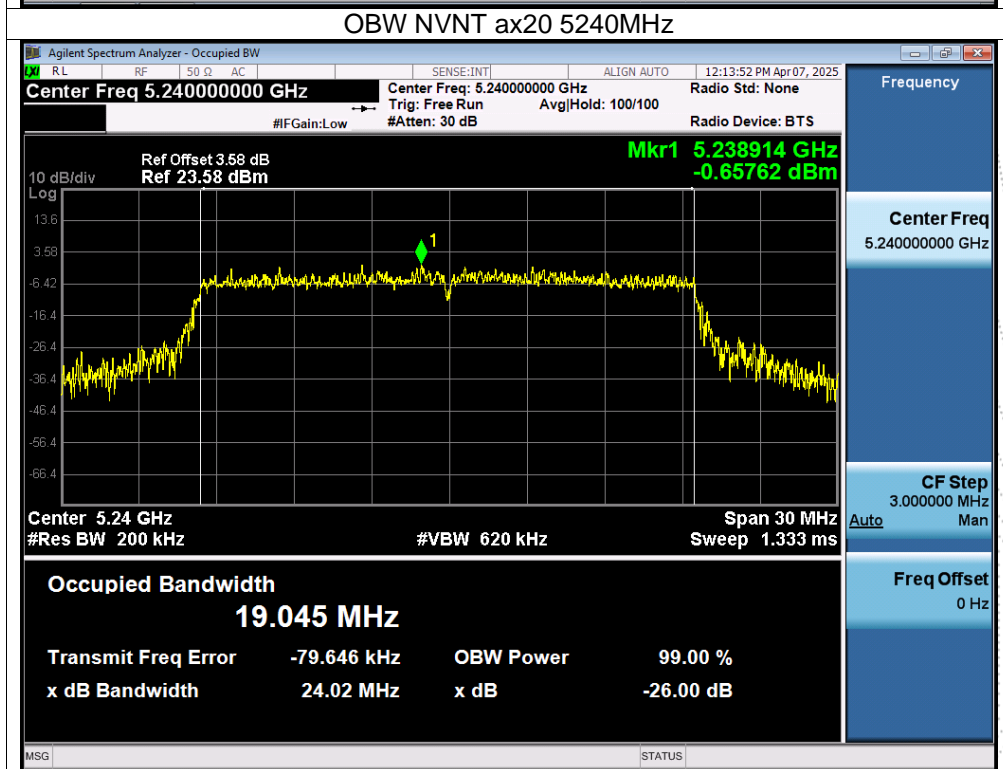 OBW NVNT ax20 5240MHz
Agilent Spectrum Analyzer - Occupied BW
LXI RL RF 50 Ω AC SENSE:INT ALIGN AUTO 12:13:52 PM Apr 07, 2025
Center Freq 5.240000000 GHz
Center Freq: 5.240000000 GHz
Radio Std: None
Trig: Free Run Avg|Hold: 100/100
#IFGain:Low #Atten: 30 dB Radio Device: BTS
Frequency
Mkr1 5.238914 GHz
-0.65762 dBm
Ref Offset 3.58 dB
10 dB/div Ref 23.58 dBm
Log
13.6
3.58
-6.42
-16.4
-26.4
-36.4
-46.4
-56.4
-66.4
1
Center 5.24 GHz Span 30 MHz
#Res BW 200 kHz #VBW 620 kHz Sweep 1.333 ms
Center Freq
5.240000000 GHz
CF Step
3.000000 MHz
Auto Man
Freq Offset
0 Hz
Occupied Bandwidth
19.045 MHz
Transmit Freq Error -79.646 kHz OBW Power 99.00 %
x dB Bandwidth 24.02 MHz x dB -26.00 dB
MSG STATUS